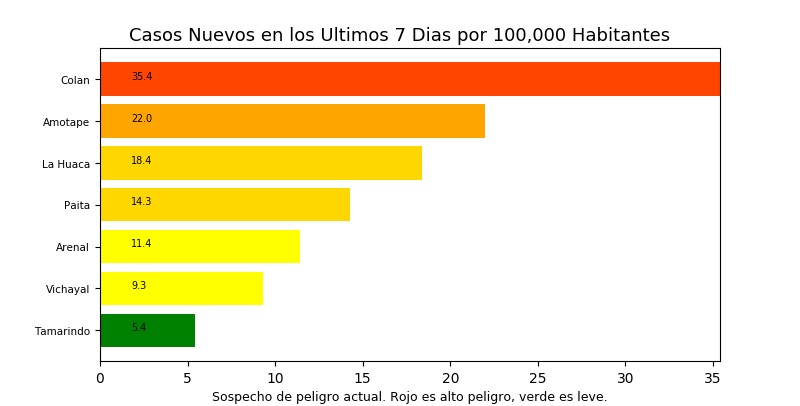 Casos Nuevos en los Ultimos 7 Dias por 100,000 Habitantes
Colan 35.4
Amotape 22.0
La Huaca 18.4
Paita 14.3
Arenal 11.4
Vichayal 9.3
Tamarindo 5.4
0 5 10 15 20 25 30 35
Sospecho de peligro actual. Rojo es alto peligro, verde es leve.